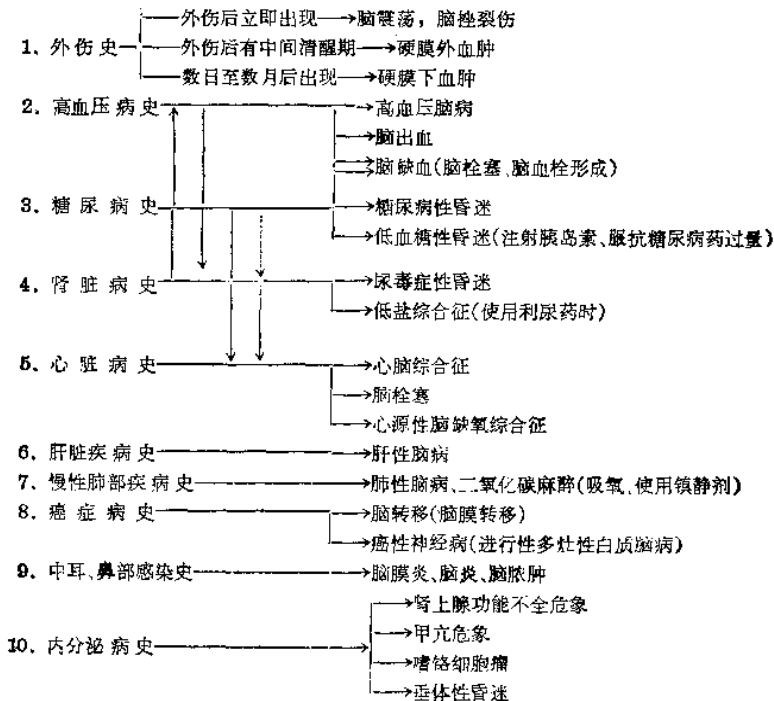 外伤后立即出现→脑震荡，脑挫裂伤
1．外伤史 外伤后有中间清醒期→硬膜外血肿
数日至数月后出现→硬膜下血肿
2．高血压病史→高血压脑病
→脑出血
→脑缺血(脑栓塞、脑血栓形成)
3．糖尿病史→糖尿病性昏迷
→低血糖性昏迷(注射胰岛素、服抗糖尿病药过量)
4．肾脏病史→尿毒症性昏迷
→低盐综合征(使用利尿药时)
5．心脏病史→心脑综合征
→脑栓塞
→心源性脑缺氧综合征
6．肝脏疾病史→肝性脑病
7．慢性肺部疾病史→肺性脑病、二氧化碳麻醉(吸氧、使用镇静剂)
8．癌症病史→脑转移(脑膜转移)
→癌性神经病(进行性多灶性白质脑病)
9．中耳、鼻部感染史→脑膜炎、脑炎、脑脓肿
→肾上腺功能不全危象
→甲亢危象
10．内分泌病史→嗜铬细胞瘤
→垂体性昏迷